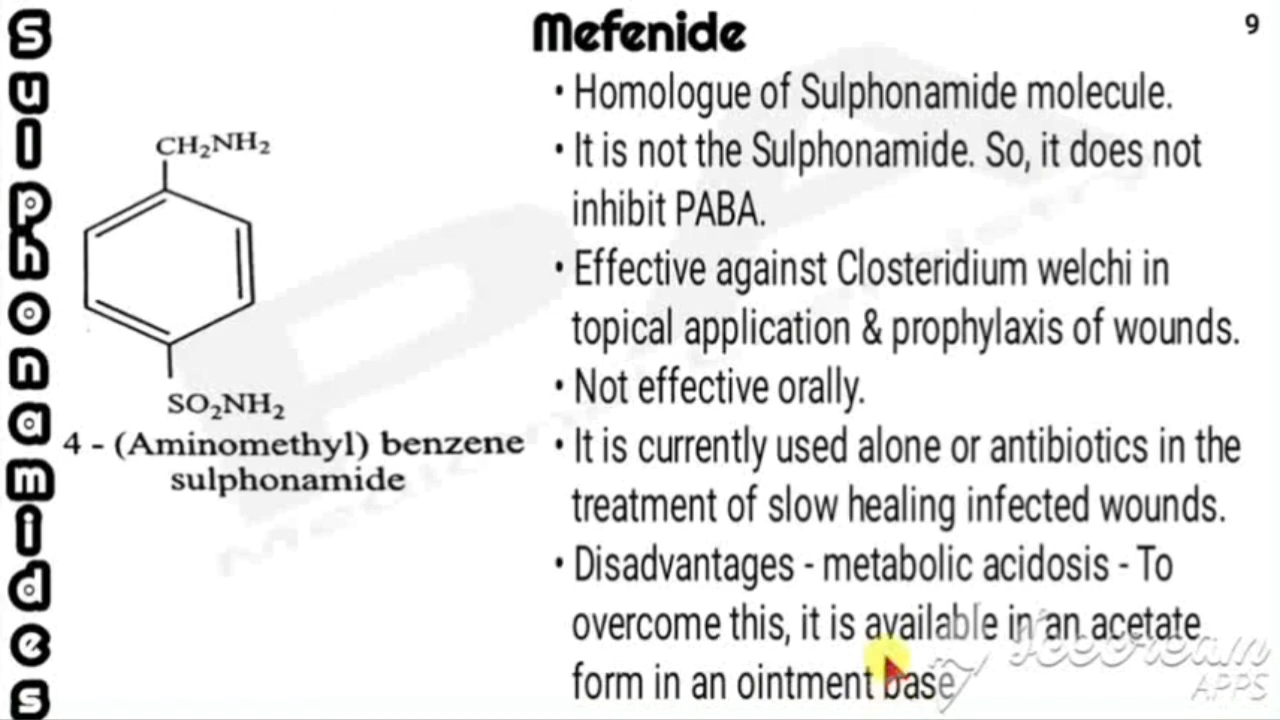 Sulphonamides
Mefenide
9
• Homologue of Sulphonamide molecule.
• It is not the Sulphonamide. So, it does not
inhibit PABA.
• Effective against Closteridium welchi in
topical application & prophylaxis of wounds.
• Not effective orally.
• It is currently used alone or antibiotics in the
treatment of slow healing infected wounds.
• Disadvantages - metabolic acidosis - To
overcome this, it is available in an acetate
form in an ointment base
CH₂NH₂
SO₂NH₂
4 - (Aminomethyl) benzene
sulphonamide
Icecream
APPS